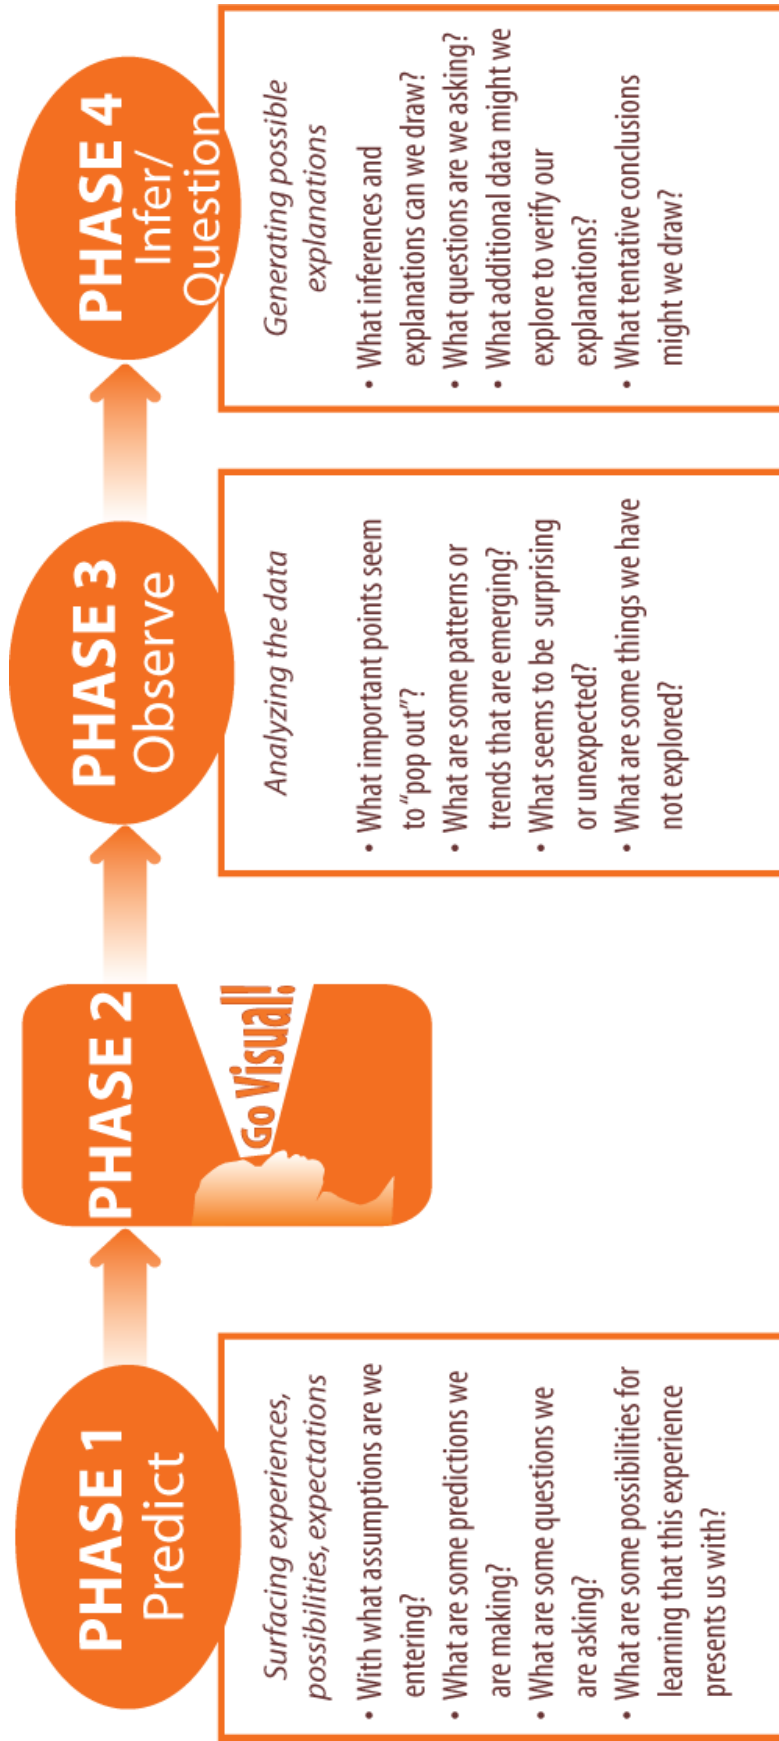 PHASE 1
Predict
Surfacing experiences,
possibilities, expectations
• With what assumptions are we
entering?
• What are some predictions we
are making?
• What are some questions we
are asking?
• What are some possibilities for
learning that this experience
presents us with?
PHASE 2
Go Visual!
PHASE 3
Observe
Analyzing the data
• What important points seem
to “pop out”?
• What are some patterns or
trends that are emerging?
• What seems to be surprising
or unexpected?
• What are some things we have
not explored?
PHASE 4
Infer/
Question
Generating possible
explanations
• What inferences and
explanations can we draw?
• What questions are we asking?
• What additional data might we
explore to verify our
explanations?
• What tentative conclusions
might we draw?